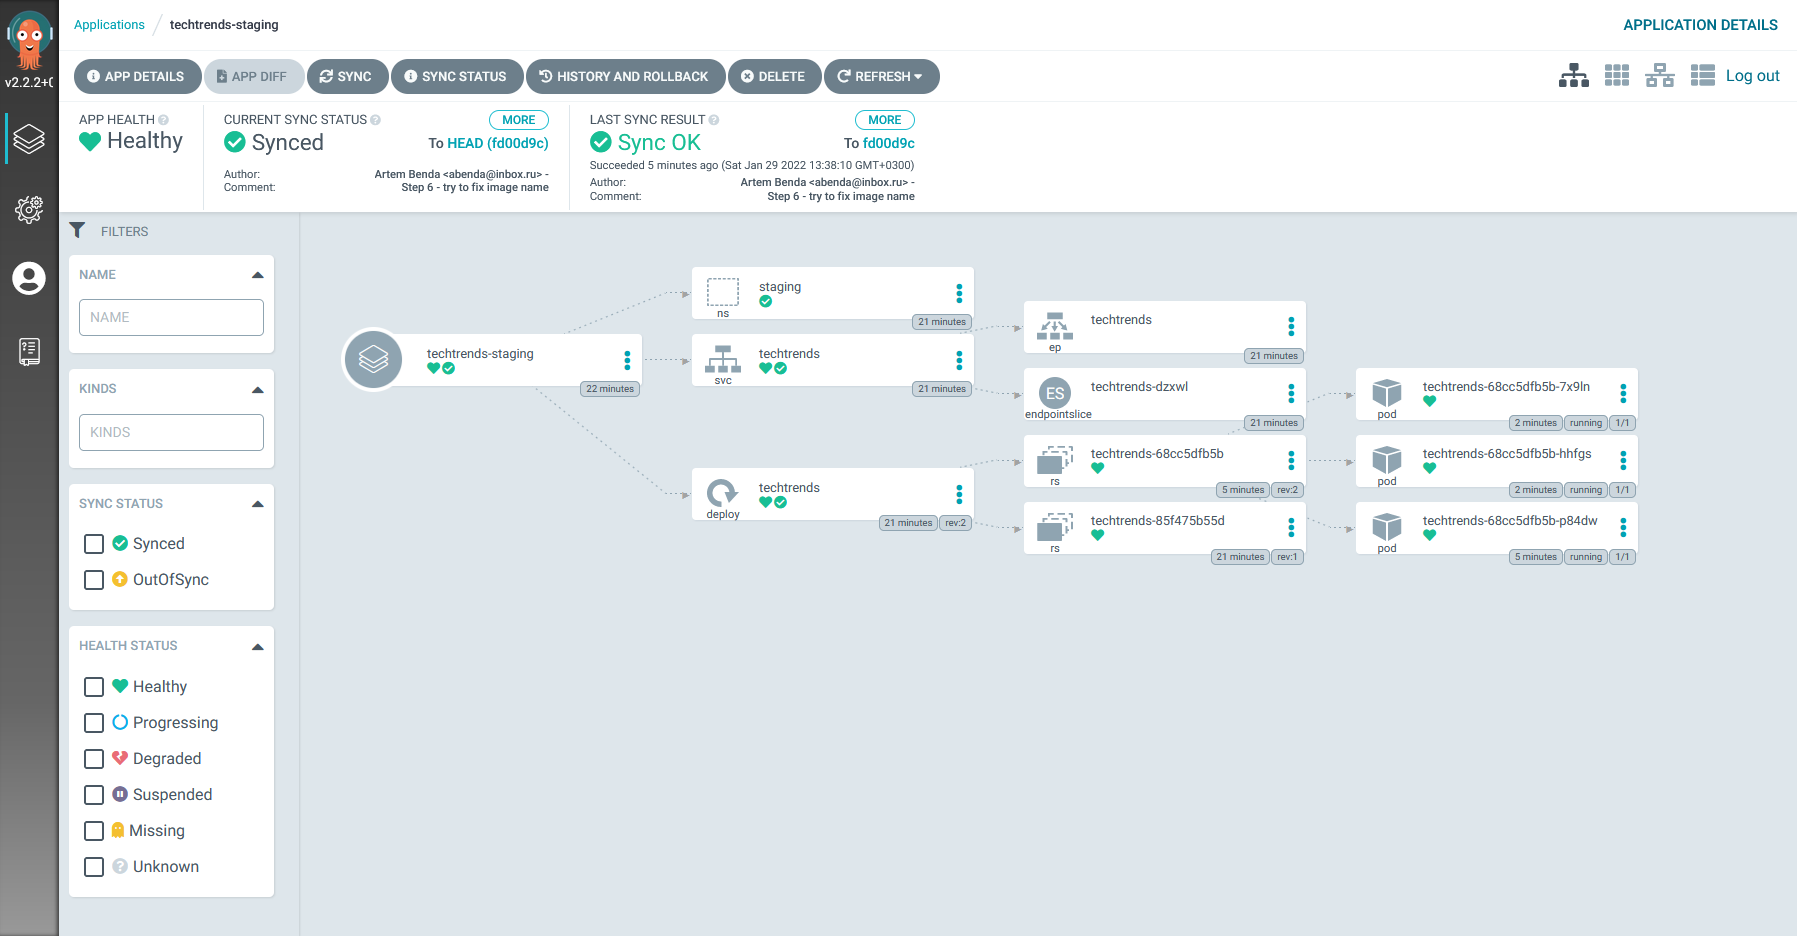 v2.2.2+0
Applications
techtrends-staging
APPLICATION DETAILS
APP DETAILS
APP DIFF
SYNC
SYNC STATUS
HISTORY AND ROLLBACK
DELETE
REFRESH
Log out
APP HEALTH
Healthy
CURRENT SYNC STATUS
MORE
Synced
To HEAD (fd00d9c)
Author: Artem Benda <abenda@inbox.ru> -
Comment: Step 6 - try to fix image name
LAST SYNC RESULT
MORE
Sync OK
To fd00d9c
Succeeded 5 minutes ago (Sat Jan 29 2022 13:38:10 GMT+0300)
Author: Artem Benda <abenda@inbox.ru> -
Comment: Step 6 - try to fix image name
FILTERS
NAME
NAME
KINDS
KINDS
SYNC STATUS
Synced
OutOfSync
HEALTH STATUS
Healthy
Progressing
Degraded
Suspended
Missing
Unknown
techtrends-staging
22 minutes
staging
ns
21 minutes
techtrends
svc
21 minutes
techtrends
deploy
21 minutes
rev:2
techtrends
ep
21 minutes
ES
techtrends-dzxwl
endpointslice
21 minutes
techtrends-68cc5dfb5b
rs
5 minutes
rev:2
techtrends-85f475b55d
rs
21 minutes
rev:1
techtrends-68cc5dfb5b-7x9ln
pod
2 minutes
running
1/1
techtrends-68cc5dfb5b-hhfgs
pod
2 minutes
running
1/1
techtrends-68cc5dfb5b-p84dw
pod
5 minutes
running
1/1